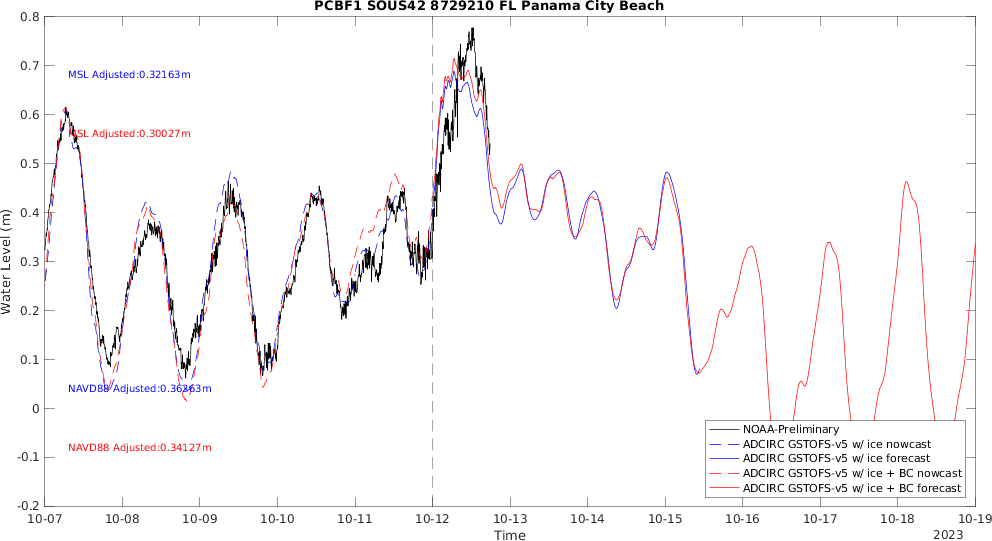 PCBF1 SOUS42 8729210 FL Panama City Beach
0.8
0.7
0.6
0.5
0.4
0.3
0.2
0.1
0
-0.1
-0.2
Water Level (m)
MSL Adjusted:0.32163m
MSL Adjusted:0.30027m
NAVD88 Adjusted:0.36263m
NAVD88 Adjusted:0.34127m
NOAA-Preliminary
ADCIRC GSTOFS-v5 w/ ice nowcast
ADCIRC GSTOFS-v5 w/ ice forecast
ADCIRC GSTOFS-v5 w/ ice + BC nowcast
ADCIRC GSTOFS-v5 w/ ice + BC forecast
10-07 10-08 10-09 10-10 10-11 10-12 10-13 10-14 10-15 10-16 10-17 10-18 10-19
Time
2023